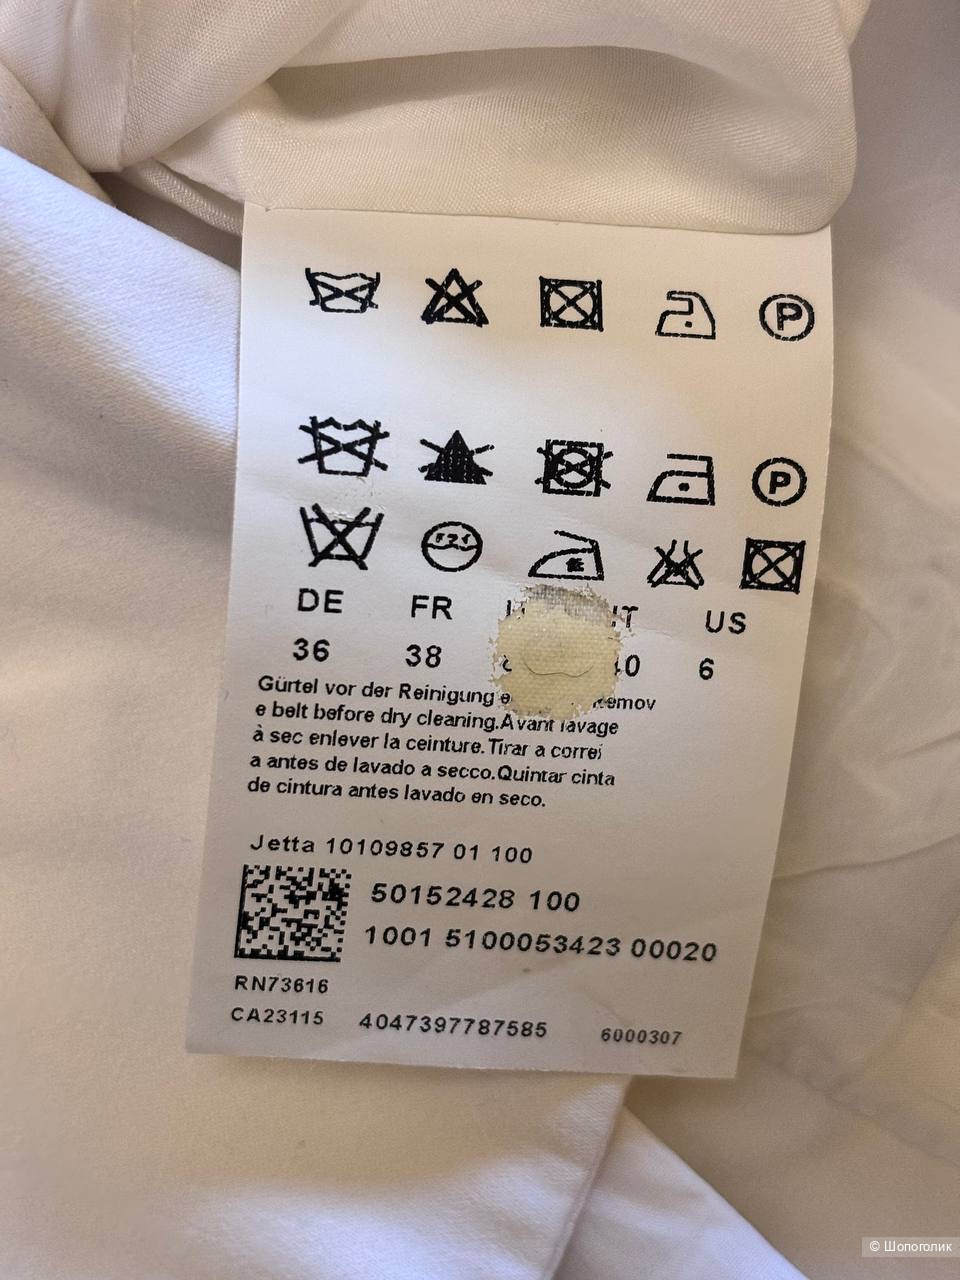 P
P
DE FR US
36 38 6
Gürtel vor der Reinigung
e belt before dry cleaning.Avant lavage
à sec enlever la ceinture.Tirar a correi
a antes de lavado a secco.Quintar cinta
de cintura antes lavado en seco.
Jetta 10109857 01 100
50152428 100
1001 5100053423 00020
RN73616
CA23115 4047397787585 6000307
© Шопоголик